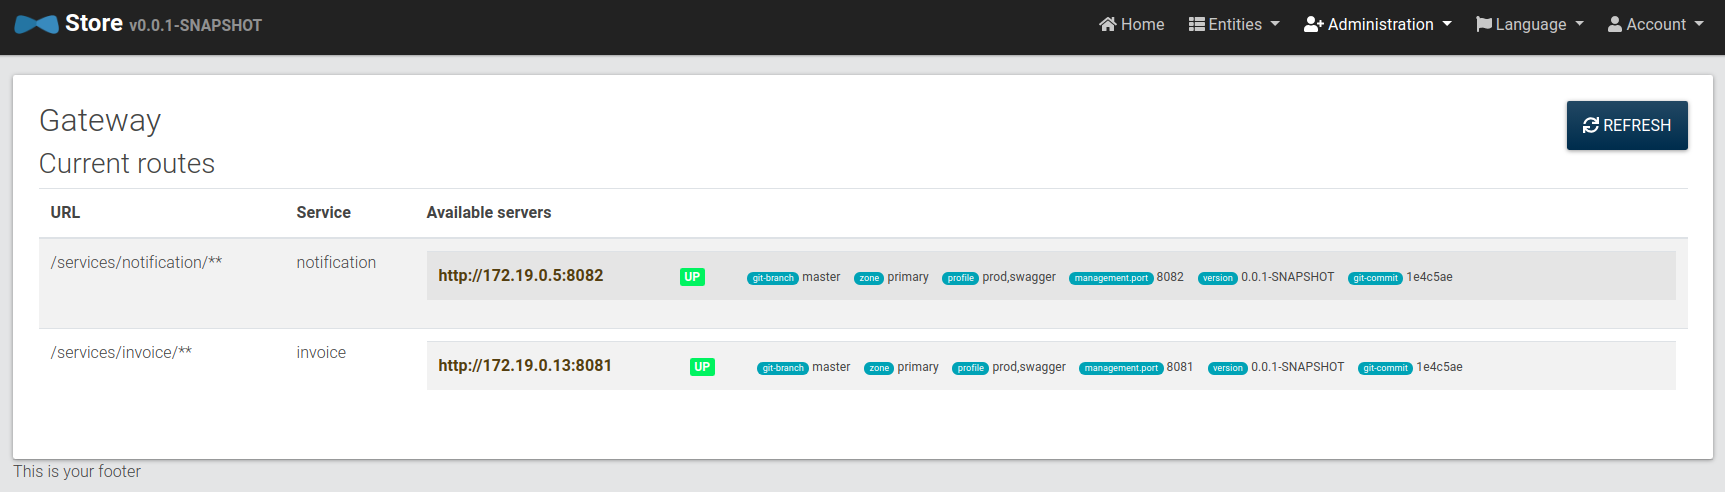 Store v0.0.1-SNAPSHOT Home Entities Administration Language Account
Gateway
REFRESH
Current routes
URL Service Available servers
/services/notification/** notification http://172.19.0.5:8082 UP git-branch master zone primary profile prod,swagger management.port 8082 version 0.0.1-SNAPSHOT git-commit 1e4c5ae
/services/invoice/** invoice http://172.19.0.13:8081 UP git-branch master zone primary profile prod,swagger management.port 8081 version 0.0.1-SNAPSHOT git-commit 1e4c5ae
This is your footer